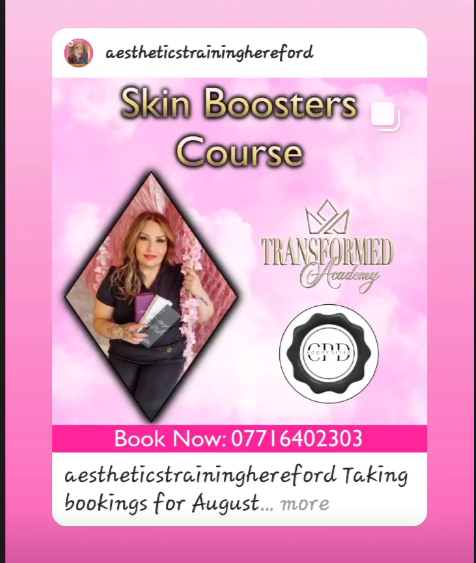 aestheticstraininghereford
Skin Boosters
Course
TRANSFORMED
Academy
CPD
Book Now: 07716402303
aestheticstraininghereford Taking
bookings for August... more